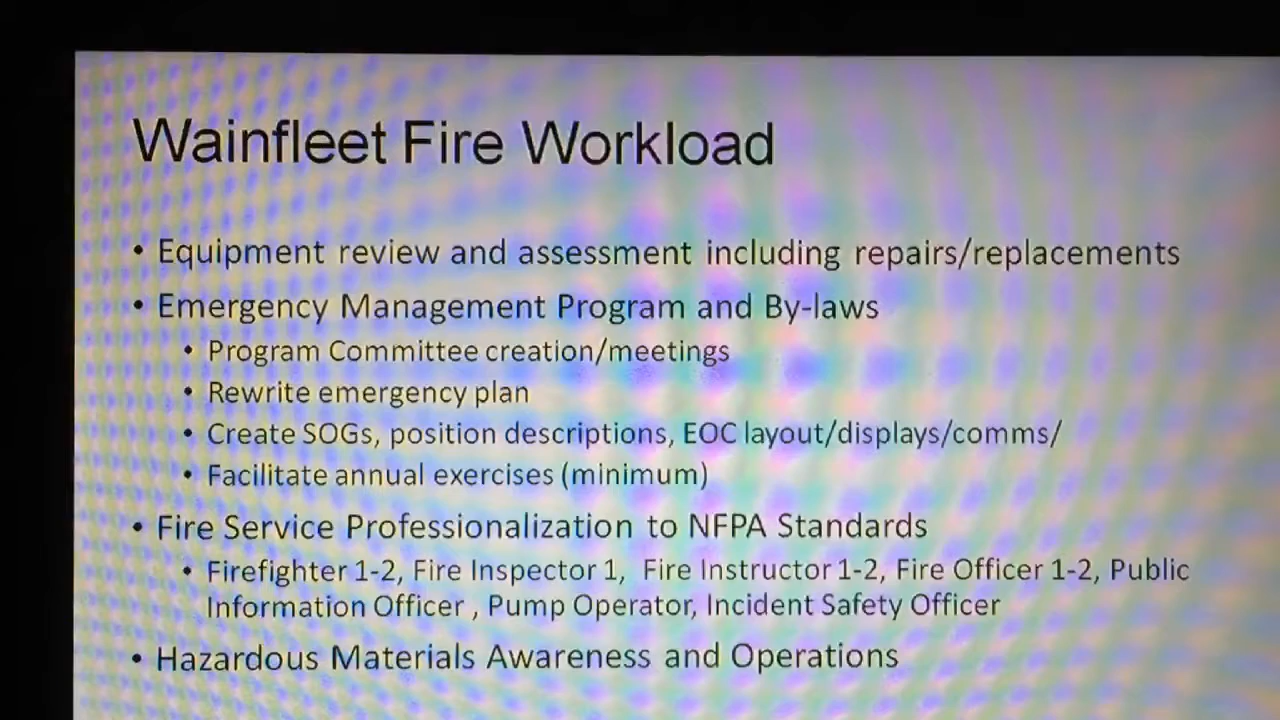 Wainfleet Fire Workload
• Equipment review and assessment including repairs/replacements
• Emergency Management Program and By-laws
• Program Committee creation/meetings
• Rewrite emergency plan
• Create SOGs, position descriptions, EOC layout/displays/comms/
• Facilitate annual exercises (minimum)
• Fire Service Professionalization to NFPA Standards
• Firefighter 1-2, Fire Inspector 1,  Fire Instructor 1-2, Fire Officer 1-2, Public
Information Officer , Pump Operator, Incident Safety Officer
• Hazardous Materials Awareness and Operations